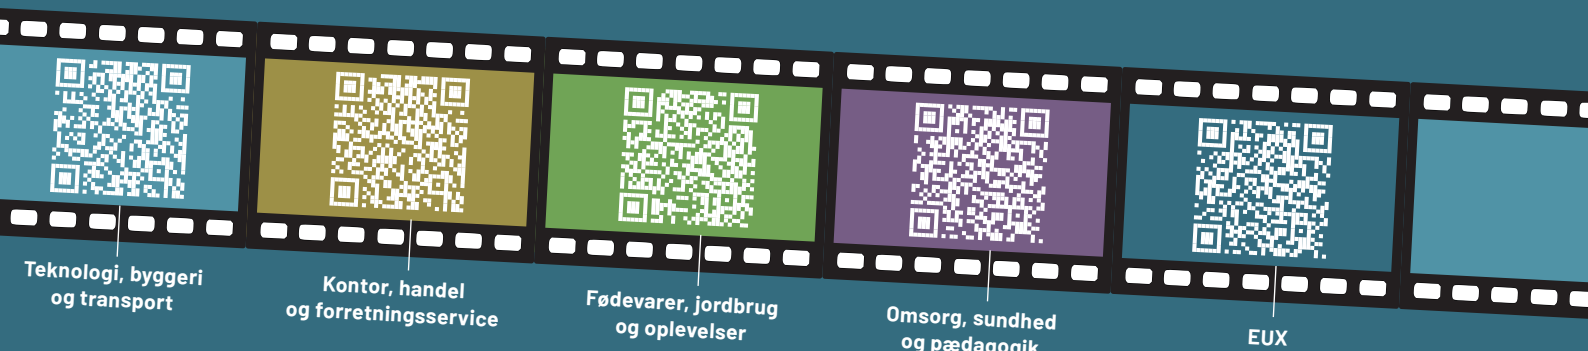 Teknologi, byggeri
og transport
Kontor, handel
og forretningsservice
Fødevarer, jordbrug
og oplevelser
Omsorg, sundhed
og pædagogik
EUX